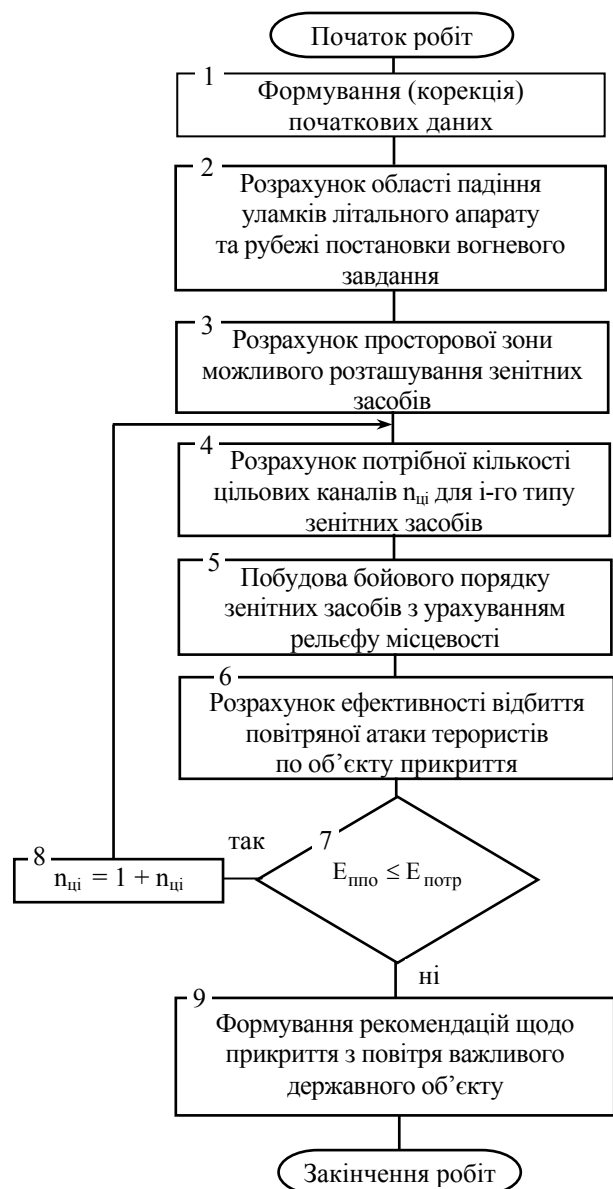 Початок робіт
1
Формування (корекція)
початкових даних
2
Розрахунок області падіння
уламків літального апарату
та рубежі постановки вогневого
завдання
3
Розрахунок просторової зони
можливого розташування зенітних
засобів
4
Розрахунок потрібної кількості
цільових каналів nці для і-го типу
зенітних засобів
5
Побудова бойового порядку
зенітних засобів з урахуванням
рельєфу місцевості
6
Розрахунок ефективності відбиття
повітряної атаки терористів
по об’єкту прикриття
7
Eппо ≤ Eпотр
так
8
nці = 1 + nці
ні
9
Формування рекомендацій щодо
прикриття з повітря важливого
державного об’єкту
Закінчення робіт